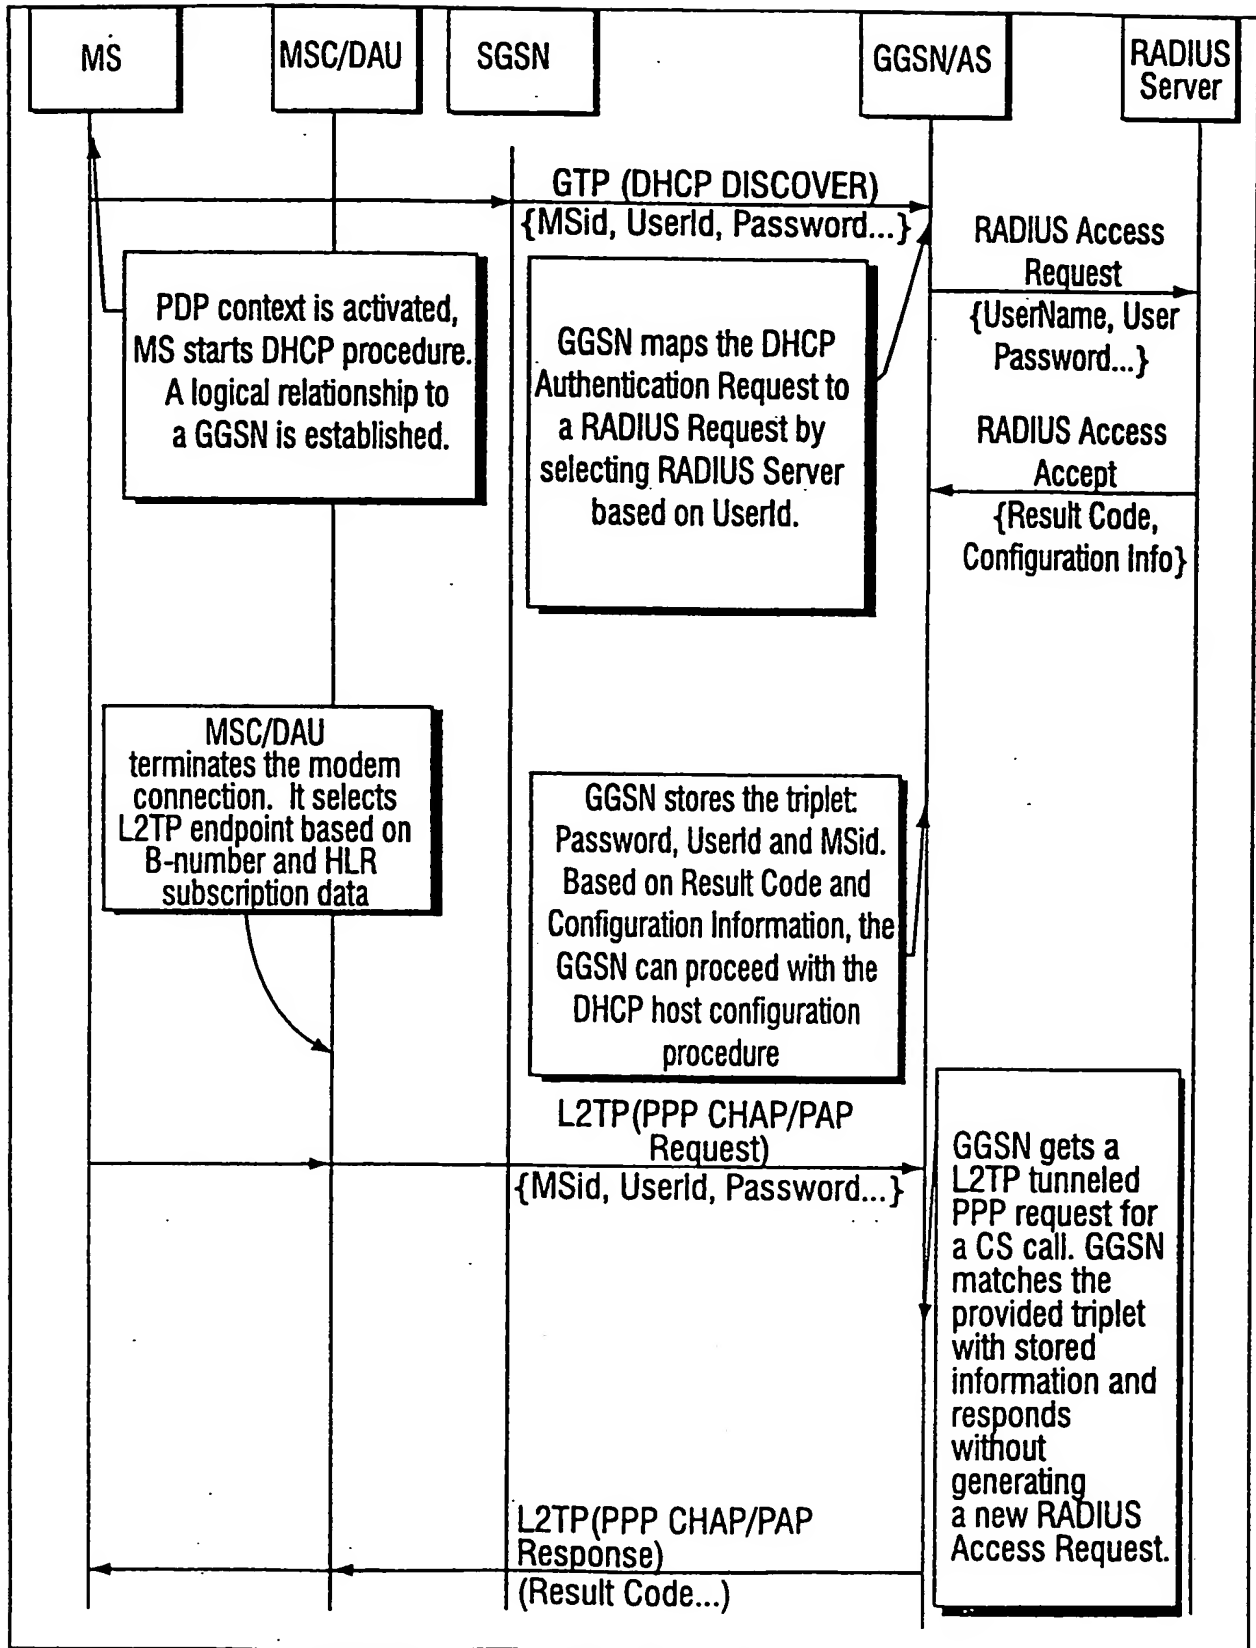 MS
MSC/DAU
SGSN
GGSN/AS
RADIUS
Server
GTP (DHCP DISCOVER)
{MSid, UserId, Password...}
RADIUS Access
Request
{UserName, User
Password...}
PDP context is activated,
MS starts DHCP procedure.
A logical relationship to
a GGSN is established.
GGSN maps the DHCP
Authentication Request to
a RADIUS Request by
selecting RADIUS Server
based on UserId.
RADIUS Access
Accept
{Result Code,
Configuration Info}
MSC/DAU
terminates the modem
connection. It selects
L2TP endpoint based on
B-number and HLR
subscription data
GGSN stores the triplet:
Password, UserId and MSid.
Based on Result Code and
Configuration Information, the
GGSN can proceed with the
DHCP host configuration
procedure
L2TP(PPP CHAP/PAP
Request)
{MSid, UserId, Password...}
GGSN gets a
L2TP tunneled
PPP request for
a CS call. GGSN
matches the
provided triplet
with stored
information and
responds
without
generating
a new RADIUS
Access Request.
L2TP(PPP CHAP/PAP
Response)
(Result Code...)